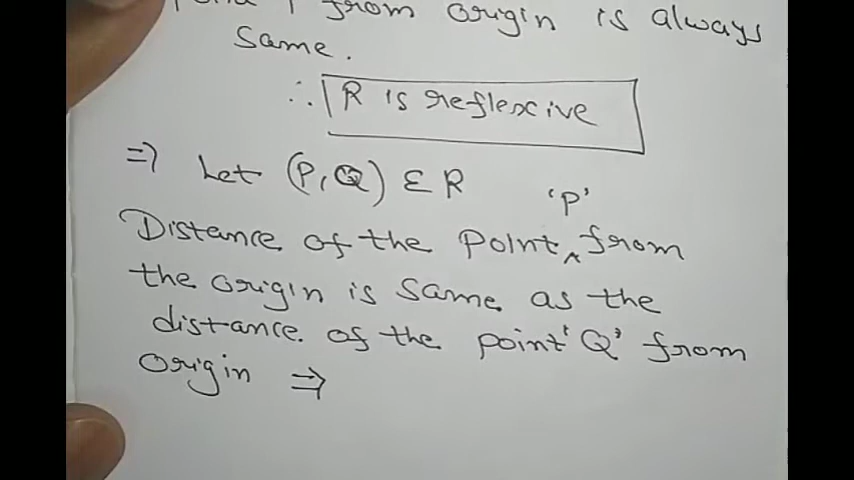 from origin is always
same.
∴ R is reflexive
⇒ Let (P, Q) ε R
'P'
Distance of the point ^ from
the origin is same as the
distance of the point 'Q' from
origin ⇒